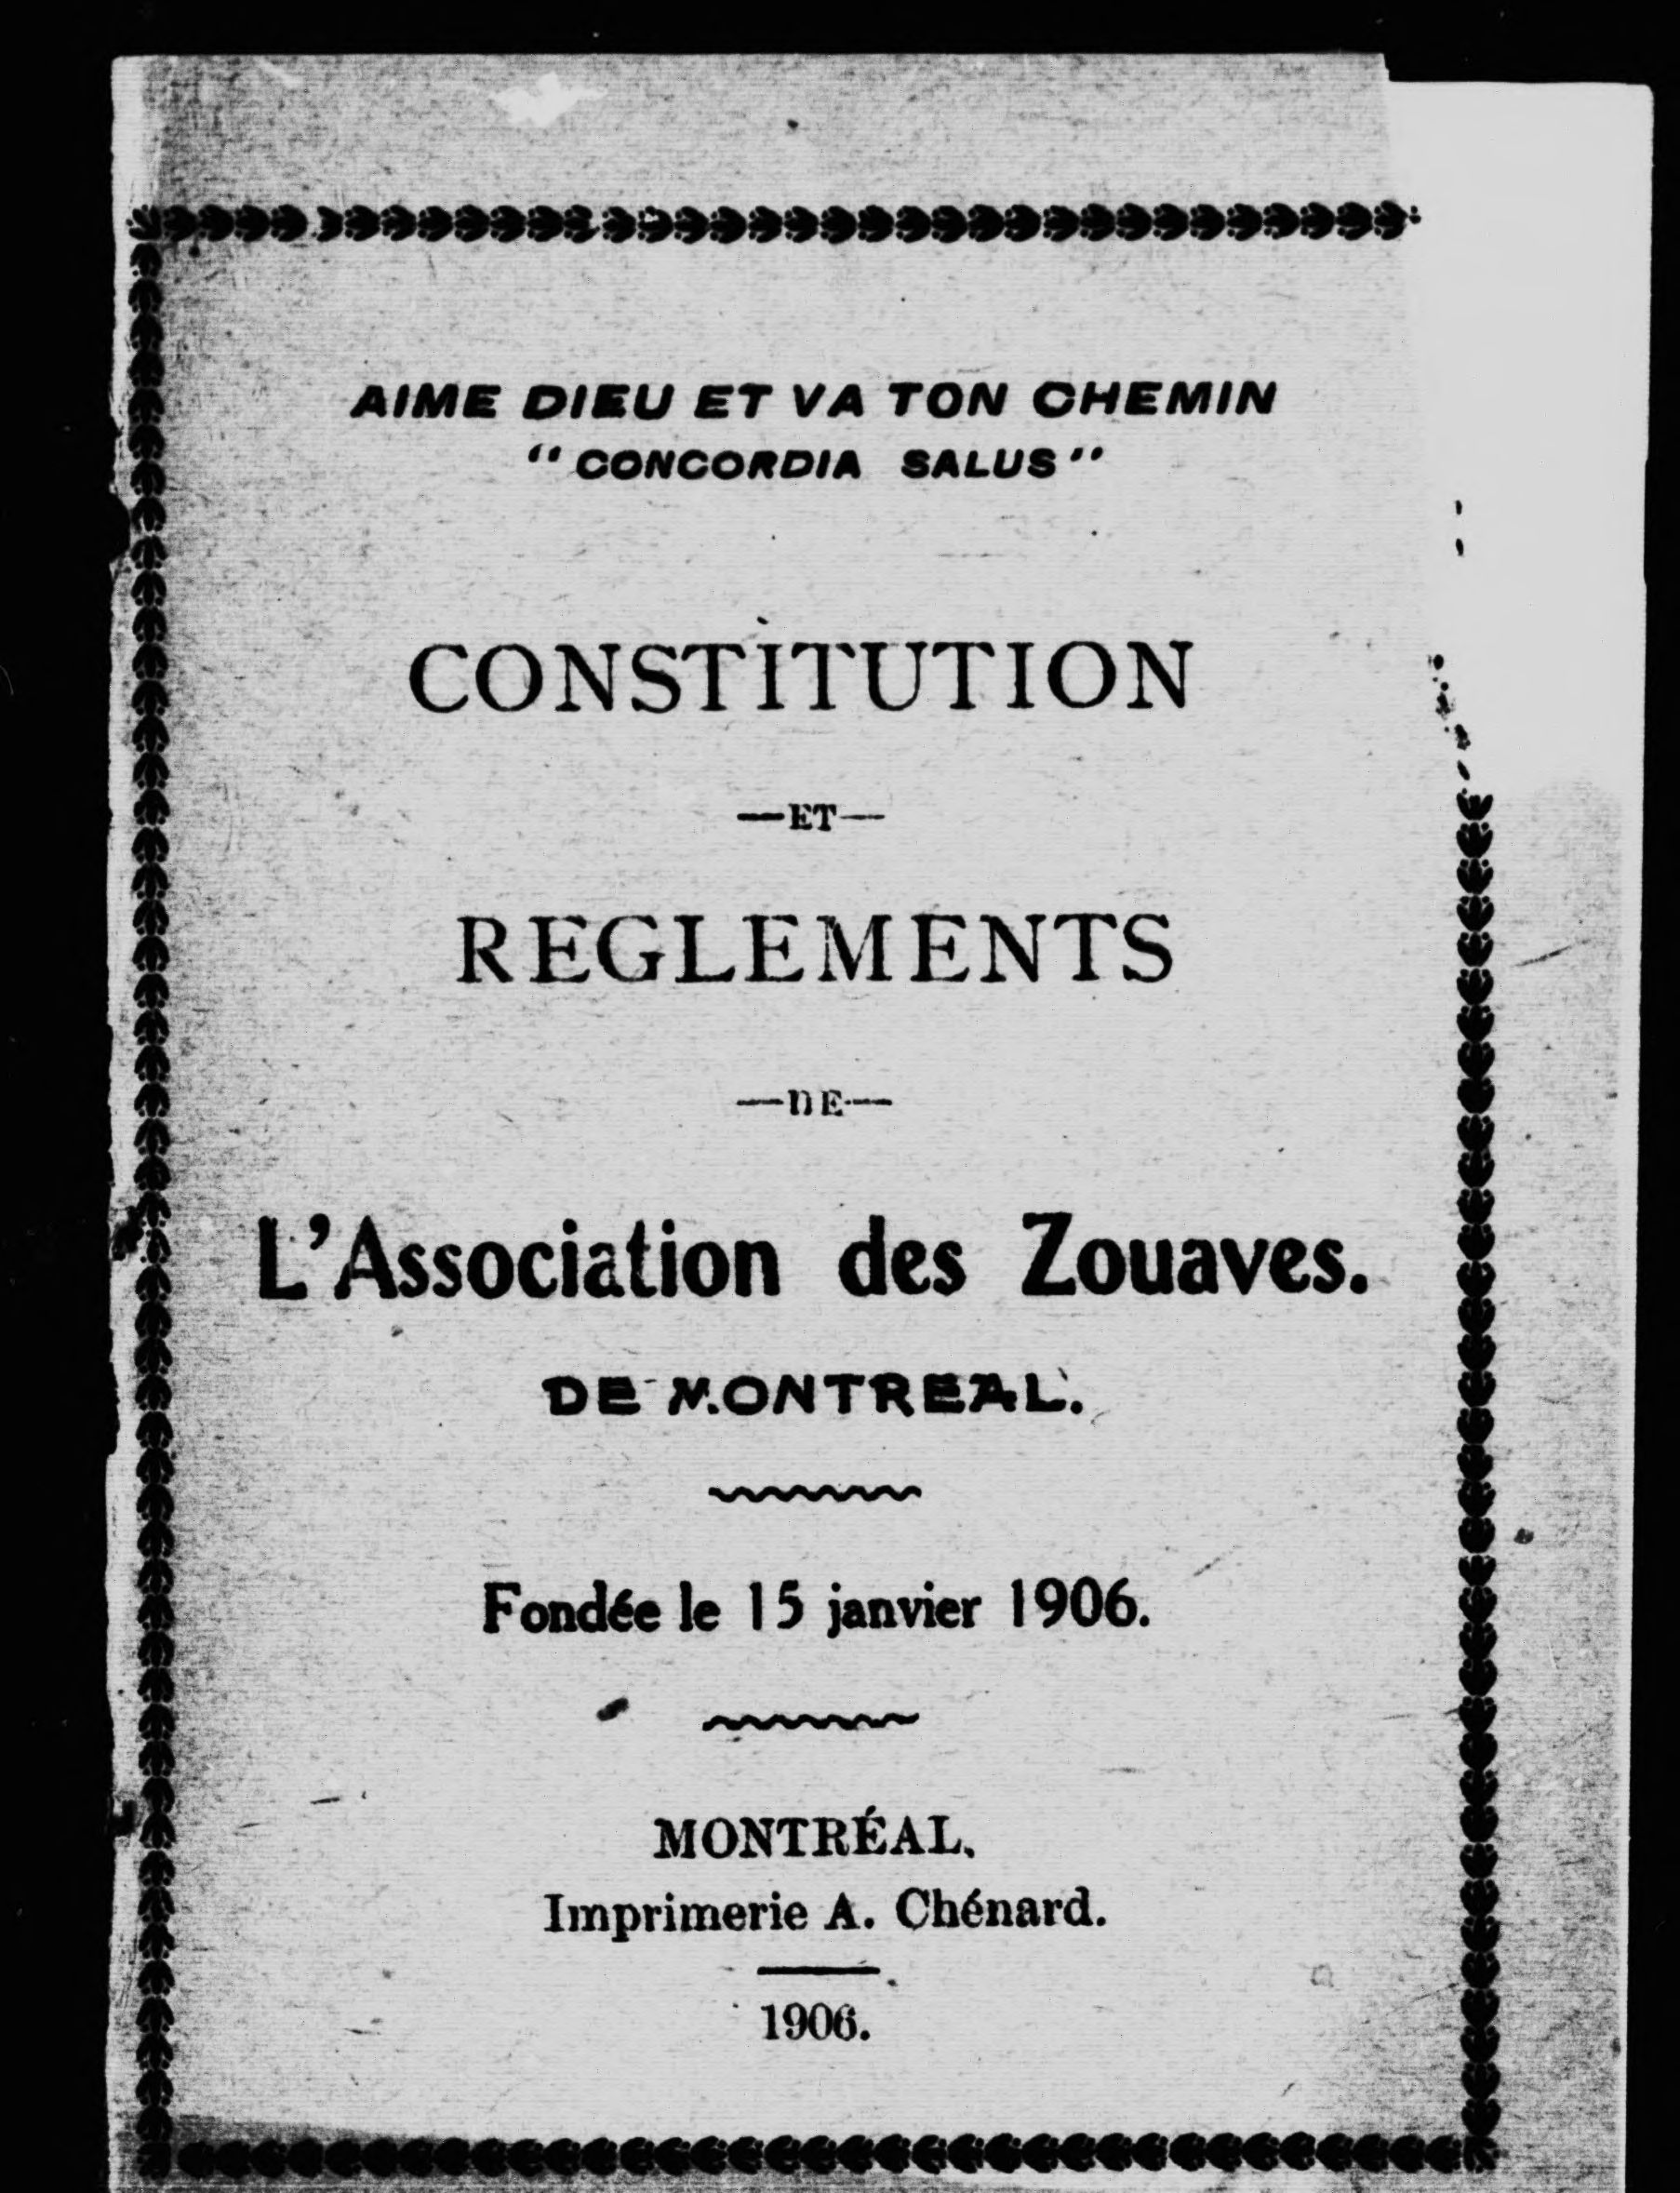 AIME DIEU ET VA TON CHEMIN
"CONCORDIA SALUS"
CONSTITUTION
—ET—
REGLEMENTS
—DE—
L'Association des Zouaves.
DE MONTREAL.
Fondée le 15 janvier 1906.
MONTRÉAL,
Imprimerie A. Chénard.
1906.